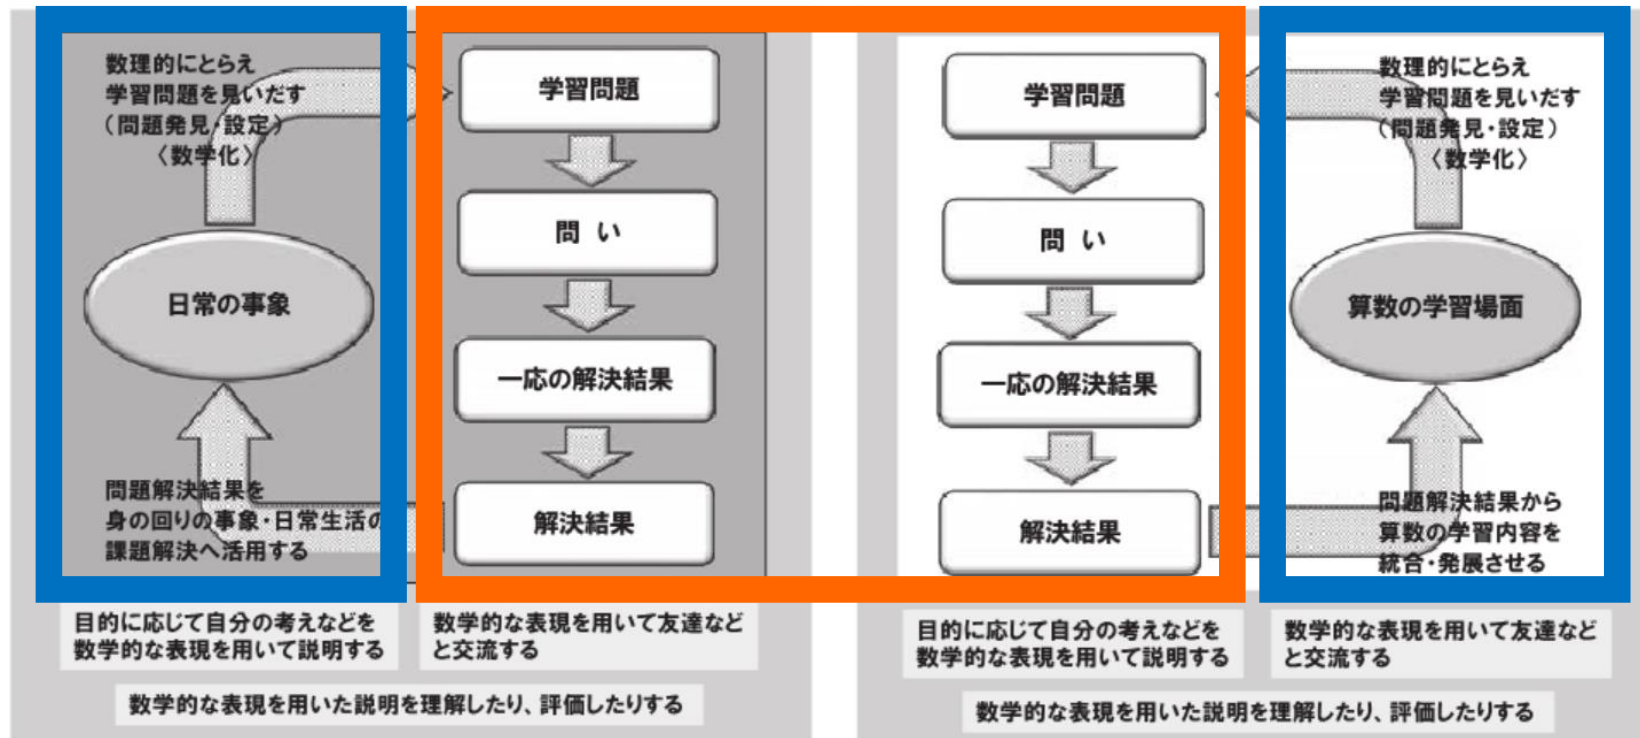 数理的にとらえ
学習問題を見いだす
（問題発見・設定）
〈数学化〉
日常の事象
問題解決結果を
身の回りの事象・日常生活の
課題解決へ活用する
学習問題
問 い
一応の解決結果
解決結果
目的に応じて自分の考えなどを
数学的な表現を用いて説明する
数学的な表現を用いて友達など
と交流する
数学的な表現を用いた説明を理解したり、評価したりする
学習問題
問 い
一応の解決結果
解決結果
数理的にとらえ
学習問題を見いだす
（問題発見・設定）
〈数学化〉
算数の学習場面
問題解決結果から
算数の学習内容を
統合・発展させる
目的に応じて自分の考えなどを
数学的な表現を用いて説明する
数学的な表現を用いて友達など
と交流する
数学的な表現を用いた説明を理解したり、評価したりする